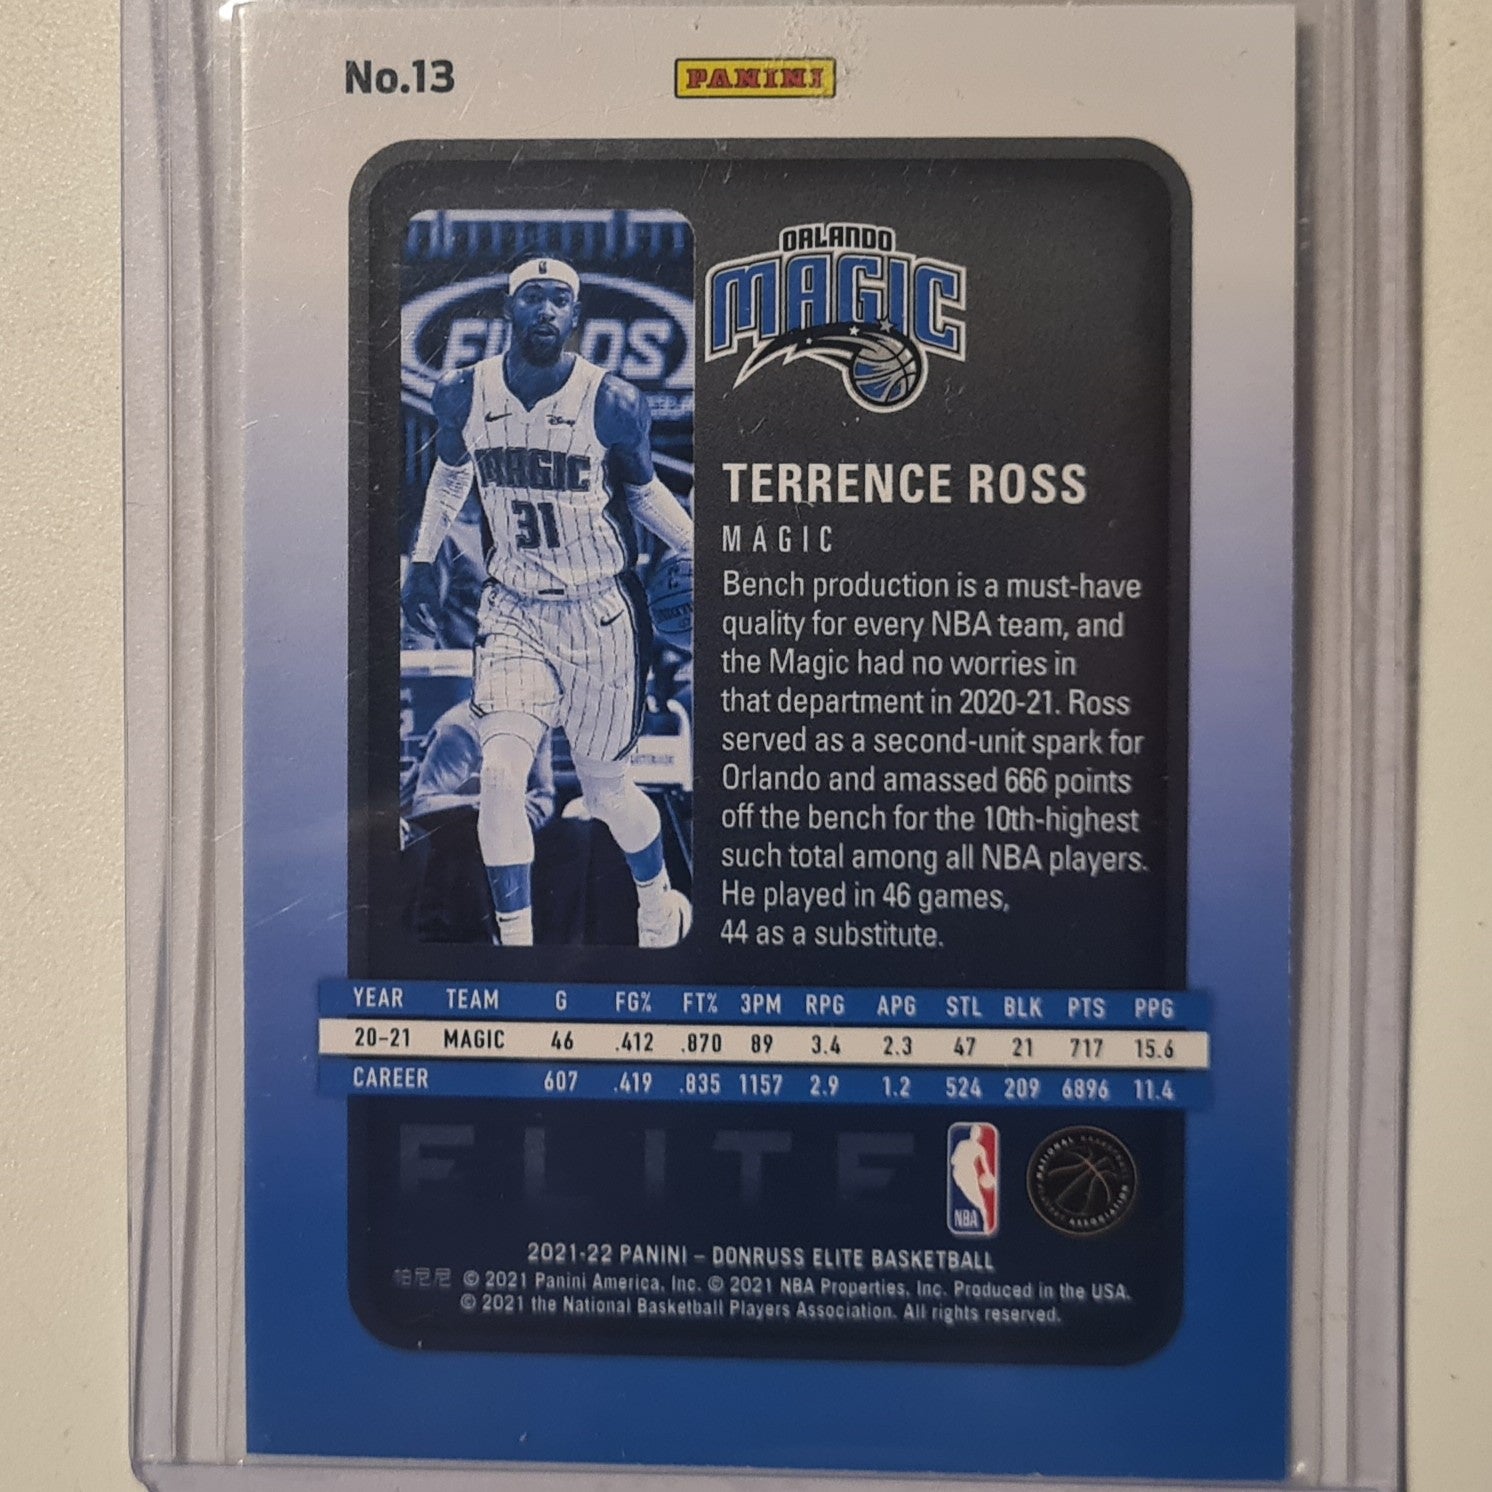 No.13
PANINI
ORLANDO
MAGIC
MAGIC
31
TERRENCE ROSS
MAGIC
Bench production is a must-have
quality for every NBA team, and
the Magic had no worries in
that department in 2020-21. Ross
served as a second-unit spark for
Orlando and amassed 666 points
off the bench for the 10th-highest
such total among all NBA players.
He played in 46 games,
44 as a substitute.
YEAR TEAM G FG% FT% 3PM RPG APG STL BLK PTS PPG
20-21 MAGIC 46 .412 .870 89 3.4 2.3 47 21 717 15.6
CAREER 607 .419 .835 1157 2.9 1.2 524 209 6896 11.4
ELITE
NBA
NATIONAL BASKETBALL PLAYERS ASSOCIATION
2021-22 PANINI – DONRUSS ELITE BASKETBALL
帕尼尼 © 2021 Panini America, Inc. © 2021 NBA Properties, Inc. Produced in the USA.
© 2021 the National Basketball Players Association. All rights reserved.